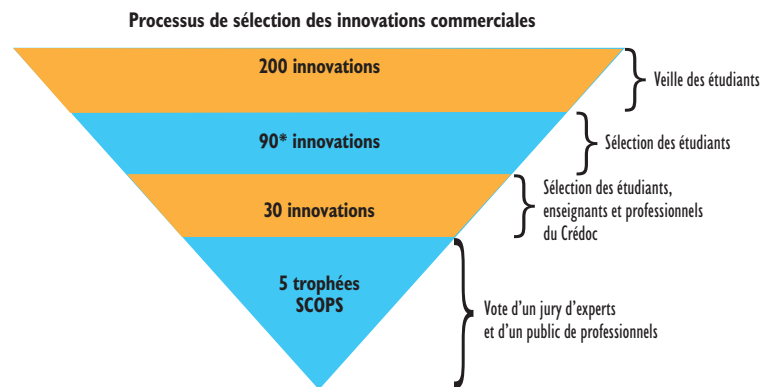 Processus de sélection des innovations commerciales
200 innovations
Veille des étudiants
90* innovations
Sélection des étudiants
30 innovations
Sélection des étudiants,
enseignants et professionnels
du Crédoc
5 trophées
SCOPS
Vote d'un jury d'experts
et d'un public de professionnels